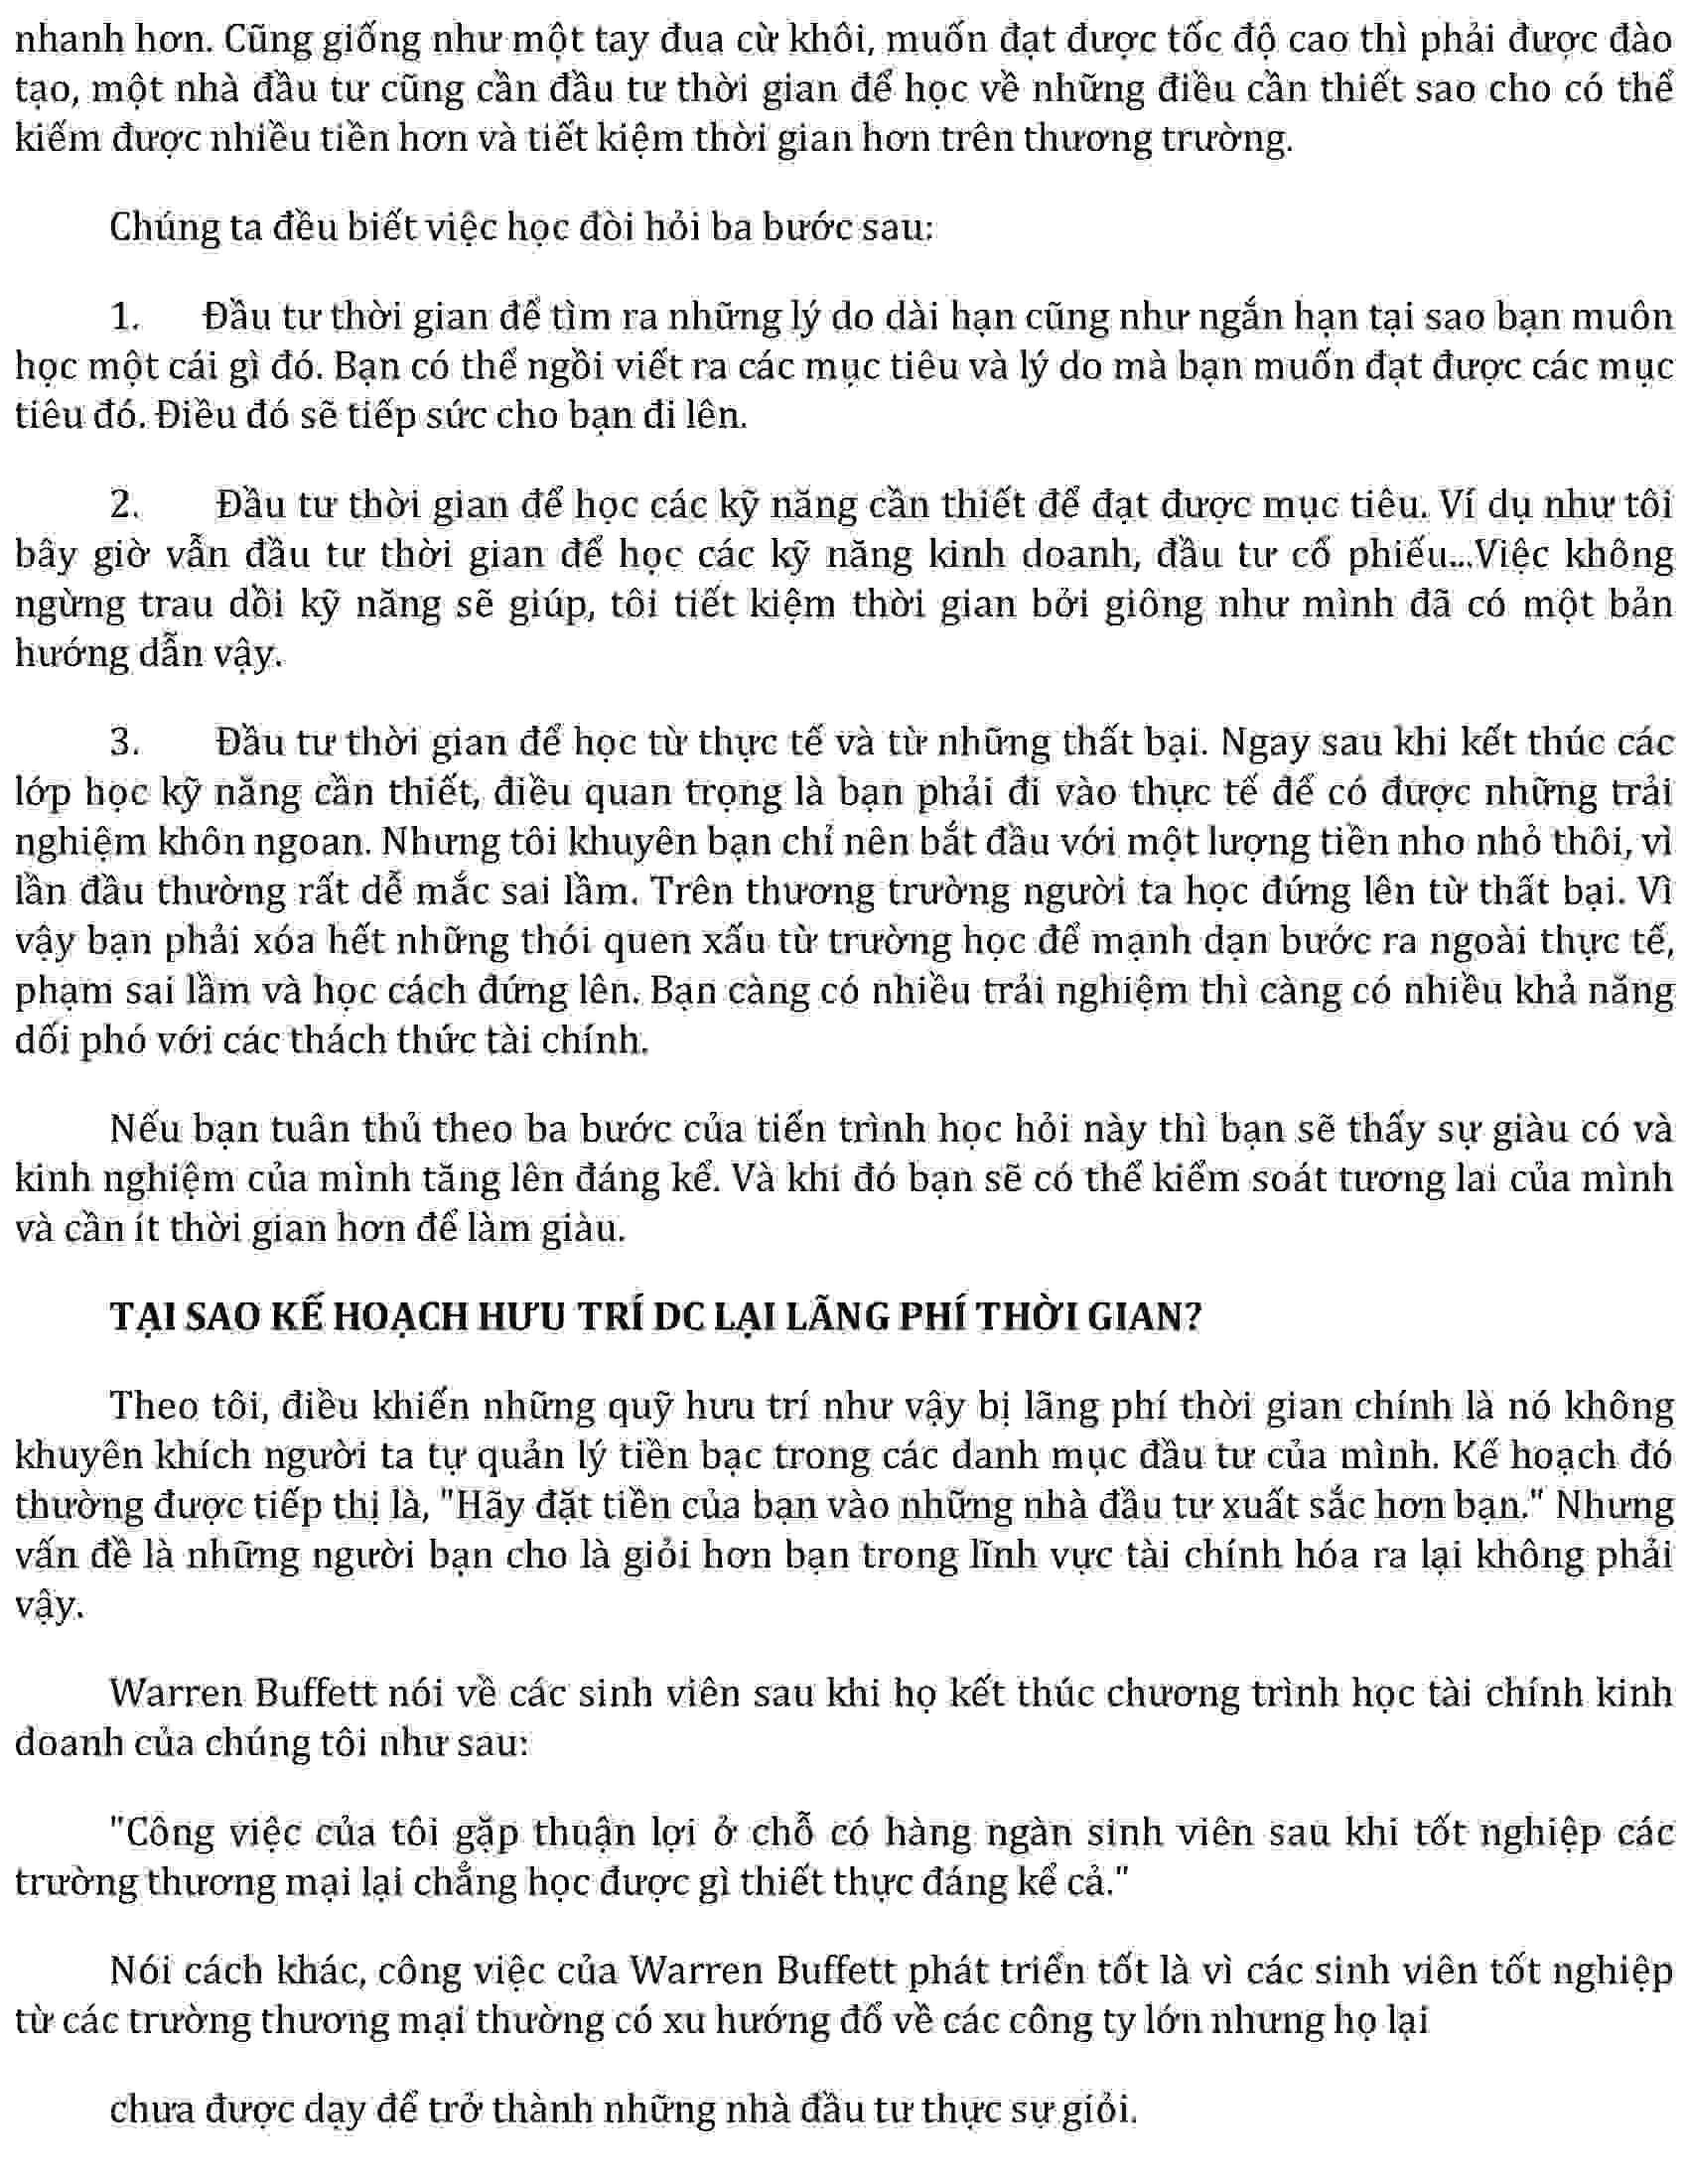 nhanh hơn. Cũng giống như một tay đua cừ khôi, muốn đạt được tốc độ cao thì phải được đào
tạo, một nhà đầu tư cũng cần đầu tư thời gian để học về những điều cần thiết sao cho có thể
kiếm được nhiều tiền hơn và tiết kiệm thời gian hơn trên thương trường.
Chúng ta đều biết việc học đòi hỏi ba bước sau:
1. Đầu tư thời gian để tìm ra những lý do dài hạn cũng như ngắn hạn tại sao bạn muôn
học một cái gì đó. Bạn có thể ngồi viết ra các mục tiêu và lý do mà bạn muốn đạt được các mục
tiêu đó. Điều đó sẽ tiếp sức cho bạn đi lên.
2. Đầu tư thời gian để học các kỹ năng cần thiết để đạt được mục tiêu. Ví dụ như tôi
bây giờ vẫn đầu tư thời gian để học các kỹ năng kinh doanh, đầu tư cổ phiếu...Việc không
ngừng trau dồi kỹ năng sẽ giúp, tôi tiết kiệm thời gian bởi giông như mình đã có một bản
hướng dẫn vậy.
3. Đầu tư thời gian để học từ thực tế và từ những thất bại. Ngay sau khi kết thúc các
lớp học kỹ năng cần thiết, điều quan trọng là bạn phải đi vào thực tế để có được những trải
nghiệm khôn ngoan. Nhưng tôi khuyên bạn chỉ nên bắt đầu với một lượng tiền nho nhỏ thôi, vì
lần đầu thường rất dễ mắc sai lầm. Trên thương trường người ta học đứng lên từ thất bại. Vì
vậy bạn phải xóa hết những thói quen xấu từ trường học để mạnh dạn bước ra ngoài thực tế,
phạm sai lầm và học cách đứng lên. Bạn càng có nhiều trải nghiệm thì càng có nhiều khả năng
dối phó với các thách thức tài chính.
Nếu bạn tuân thủ theo ba bước của tiến trình học hỏi này thì bạn sẽ thấy sự giàu có và
kinh nghiệm của mình tăng lên đáng kể. Và khi đó bạn sẽ có thể kiểm soát tương lai của mình
và cần ít thời gian hơn để làm giàu.
TẠI SAO KẾ HOẠCH HƯU TRÍ DC LẠI LÃNG PHÍ THỜI GIAN?
Theo tôi, điều khiến những quỹ hưu trí như vậy bị lãng phí thời gian chính là nó không
khuyên khích người ta tự quản lý tiền bạc trong các danh mục đầu tư của mình. Kế hoạch đó
thường được tiếp thị là, "Hãy đặt tiền của bạn vào những nhà đầu tư xuất sắc hơn bạn." Nhưng
vấn đề là những người bạn cho là giỏi hơn bạn trong lĩnh vực tài chính hóa ra lại không phải
vậy.
Warren Buffett nói về các sinh viên sau khi họ kết thúc chương trình học tài chính kinh
doanh của chúng tôi như sau:
"Công việc của tôi gặp thuận lợi ở chỗ có hàng ngàn sinh viên sau khi tốt nghiệp các
trường thương mại lại chẳng học được gì thiết thực đáng kể cả."
Nói cách khác, công việc của Warren Buffett phát triển tốt là vì các sinh viên tốt nghiệp
từ các trường thương mại thường có xu hướng đổ về các công ty lớn nhưng họ lại
chưa được dạy để trở thành những nhà đầu tư thực sự giỏi.